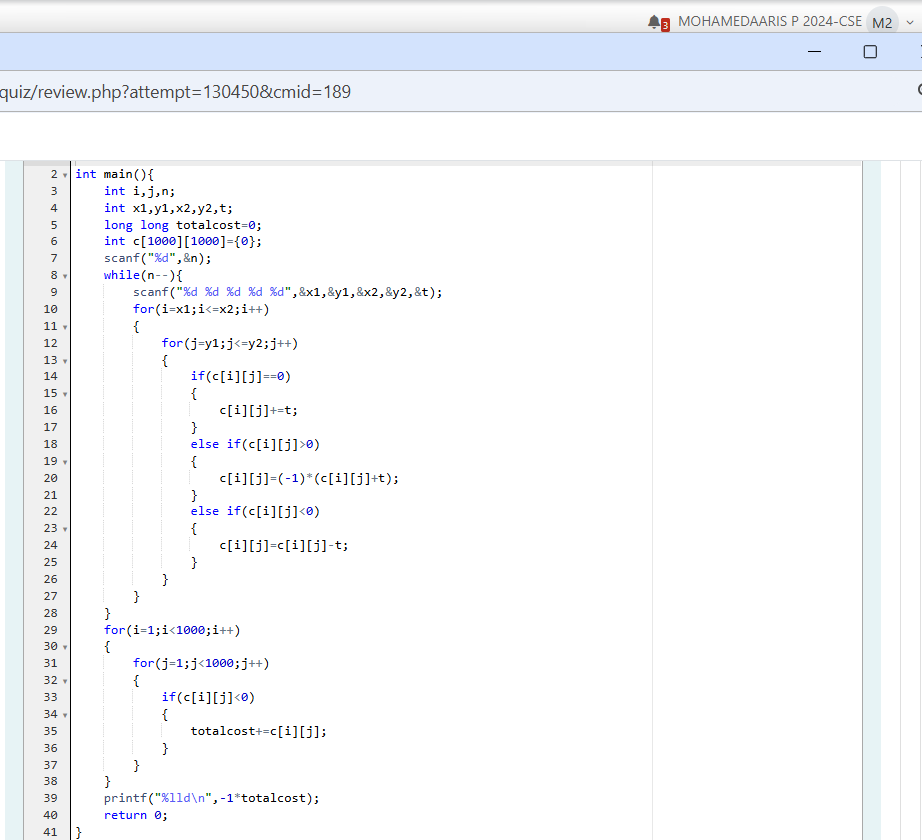 3 MOHAMEDAARIS P 2024-CSE M2
quiz/review.php?attempt=130450&cmid=189
2 int main(){
3 int i,j,n;
4 int x1,y1,x2,y2,t;
5 long long totalcost=0;
6 int c[1000][1000]={0};
7 scanf("%d",&n);
8 while(n--){
9 scanf("%d %d %d %d %d",&x1,&y1,&x2,&y2,&t);
10 for(i=x1;i<=x2;i++)
11 {
12 for(j=y1;j<=y2;j++)
13 {
14 if(c[i][j]==0)
15 {
16 c[i][j]+=t;
17 }
18 else if(c[i][j]>0)
19 {
20 c[i][j]=(-1)*(c[i][j]+t);
21 }
22 else if(c[i][j]<0)
23 {
24 c[i][j]=c[i][j]-t;
25 }
26 }
27 }
28 }
29 for(i=1;i<1000;i++)
30 {
31 for(j=1;j<1000;j++)
32 {
33 if(c[i][j]<0)
34 {
35 totalcost+=c[i][j];
36 }
37 }
38 }
39 printf("%lld\n",-1*totalcost);
40 return 0;
41 }